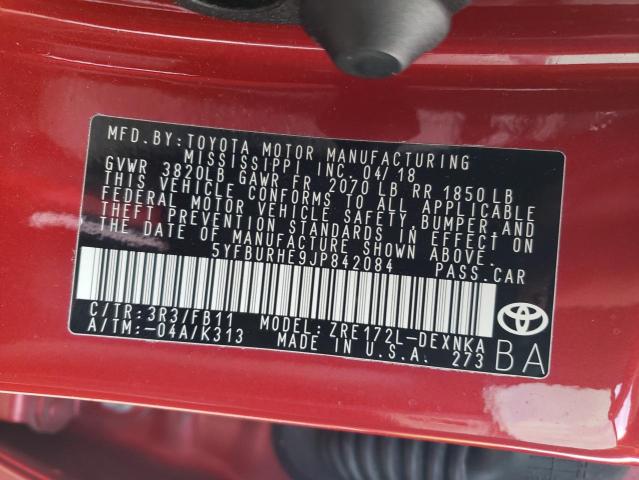 MFD. BY: TOYOTA MOTOR MANUFACTURING
MISSISSIPPI INC. 04/18
GVWR 3820LB GAWR FR. 2070 LB RR 1850 LB
THIS VEHICLE CONFORMS TO ALL APPLICABLE
FEDERAL MOTOR VEHICLE SAFETY, BUMPER, AND
THEFT PREVENTION STANDARDS IN EFFECT ON
THE DATE OF MANUFACTURE SHOWN ABOVE.
5YFBURHE9JP842084 PASS.CAR
C/TR: 3R3/FB11 MODEL: ZRE172L-DEXNKA
A/TM: -04A/K313 MADE IN U.S.A. 273
BA